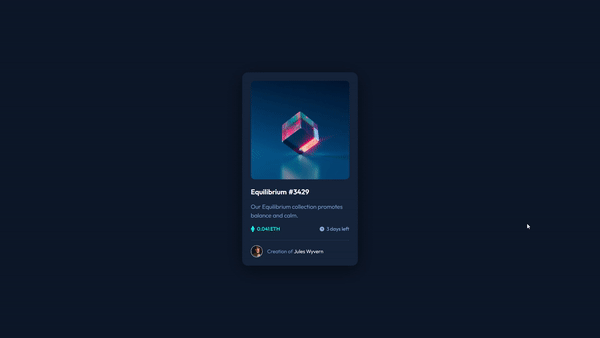 Equilibrium #3429
Our Equilibrium collection promotes
balance and calm.
0.041 ETH
3 days left
Creation of Jules Wyvern